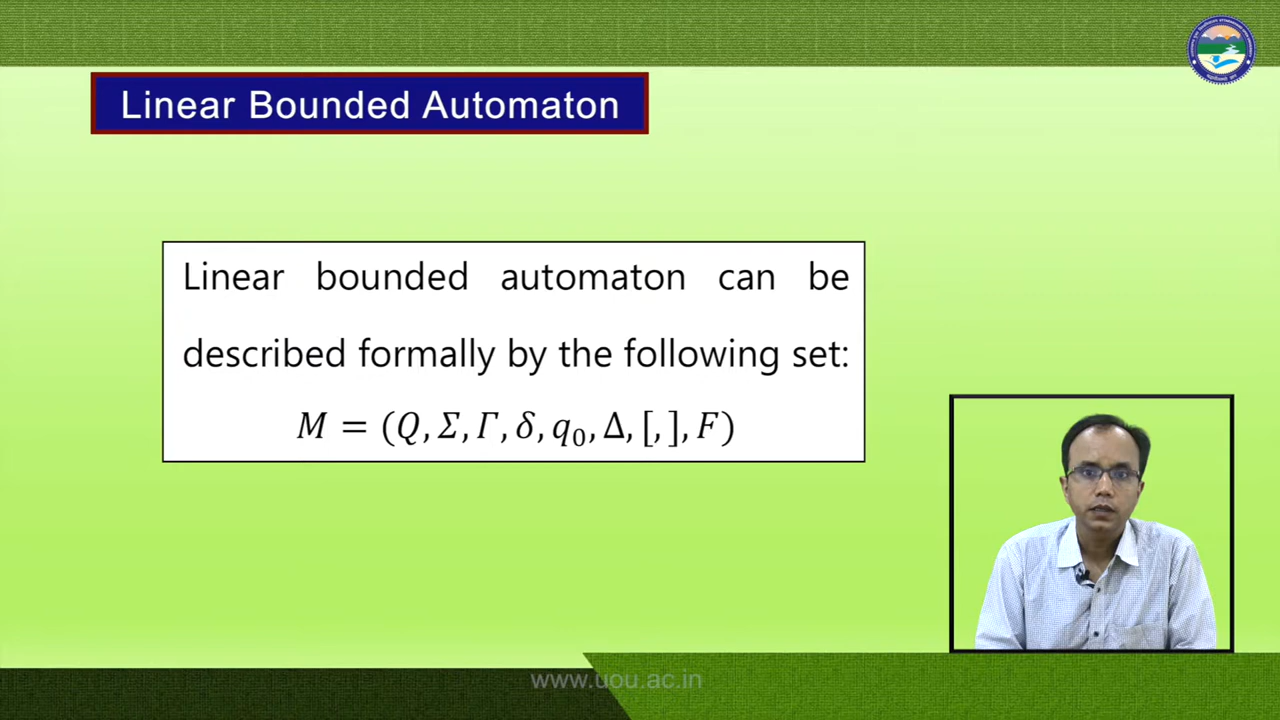 Linear Bounded Automaton
Linear bounded automaton can be
described formally by the following set:
M = (Q, Σ, Γ, δ, q₀, Δ, [, ], F)
www.uou.ac.in